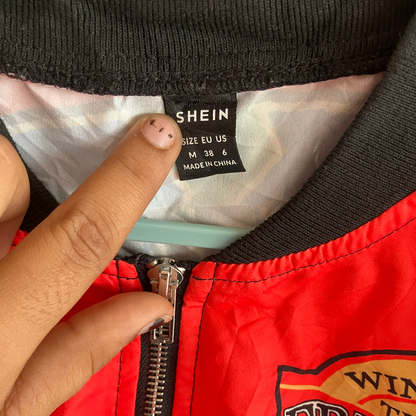 SHEIN
SIZE EU US
M 38 6
MADE IN CHINA
WIN